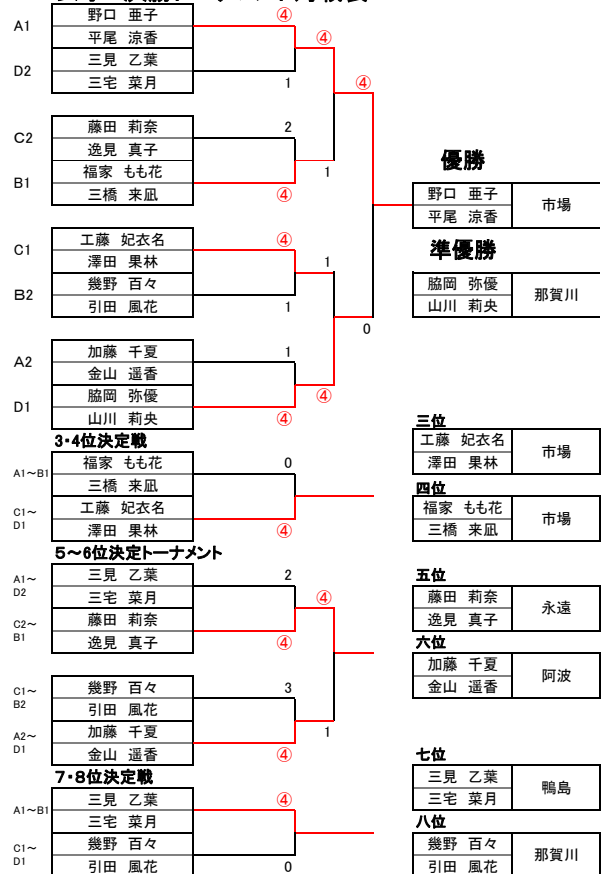 野口 亜子 ④
A1
平尾 涼香 ④
三見 乙葉
D2
三宅 菜月 1 ④
藤田 莉奈 2
C2
逸見 真子
福家 もも花 1
B1
三橋 来凪 ④
優勝
野口 亜子 市場
平尾 涼香
工藤 妃衣名 ④
C1
澤田 果林 1
幾野 百々
B2
引田 風花 1
0
準優勝
脇岡 弥優 那賀川
山川 莉央
加藤 千夏 1
A2
金山 遥香
脇岡 弥優 ④
D1
山川 莉央 ④
3・4位決定戦
福家 もも花 0
A1~B1
三橋 来凪
工藤 妃衣名
C1~
D1
澤田 果林 ④
三位
工藤 妃衣名 市場
澤田 果林
四位
福家 もも花 市場
三橋 来凪
5~6位決定トーナメント
三見 乙葉 2
A1~
D2
三宅 菜月 ④
藤田 莉奈
C2~
B1
逸見 真子 ④
幾野 百々 3
C1~
B2
引田 風花
加藤 千夏 1
A2~
D1
金山 遥香 ④
五位
藤田 莉奈 永遠
逸見 真子
六位
加藤 千夏 阿波
金山 遥香
7・8位決定戦
三見 乙葉 ④
A1~B1
三宅 菜月
幾野 百々
C1~
D1
引田 風花 0
七位
三見 乙葉 鴨島
三宅 菜月
八位
幾野 百々 那賀川
引田 風花